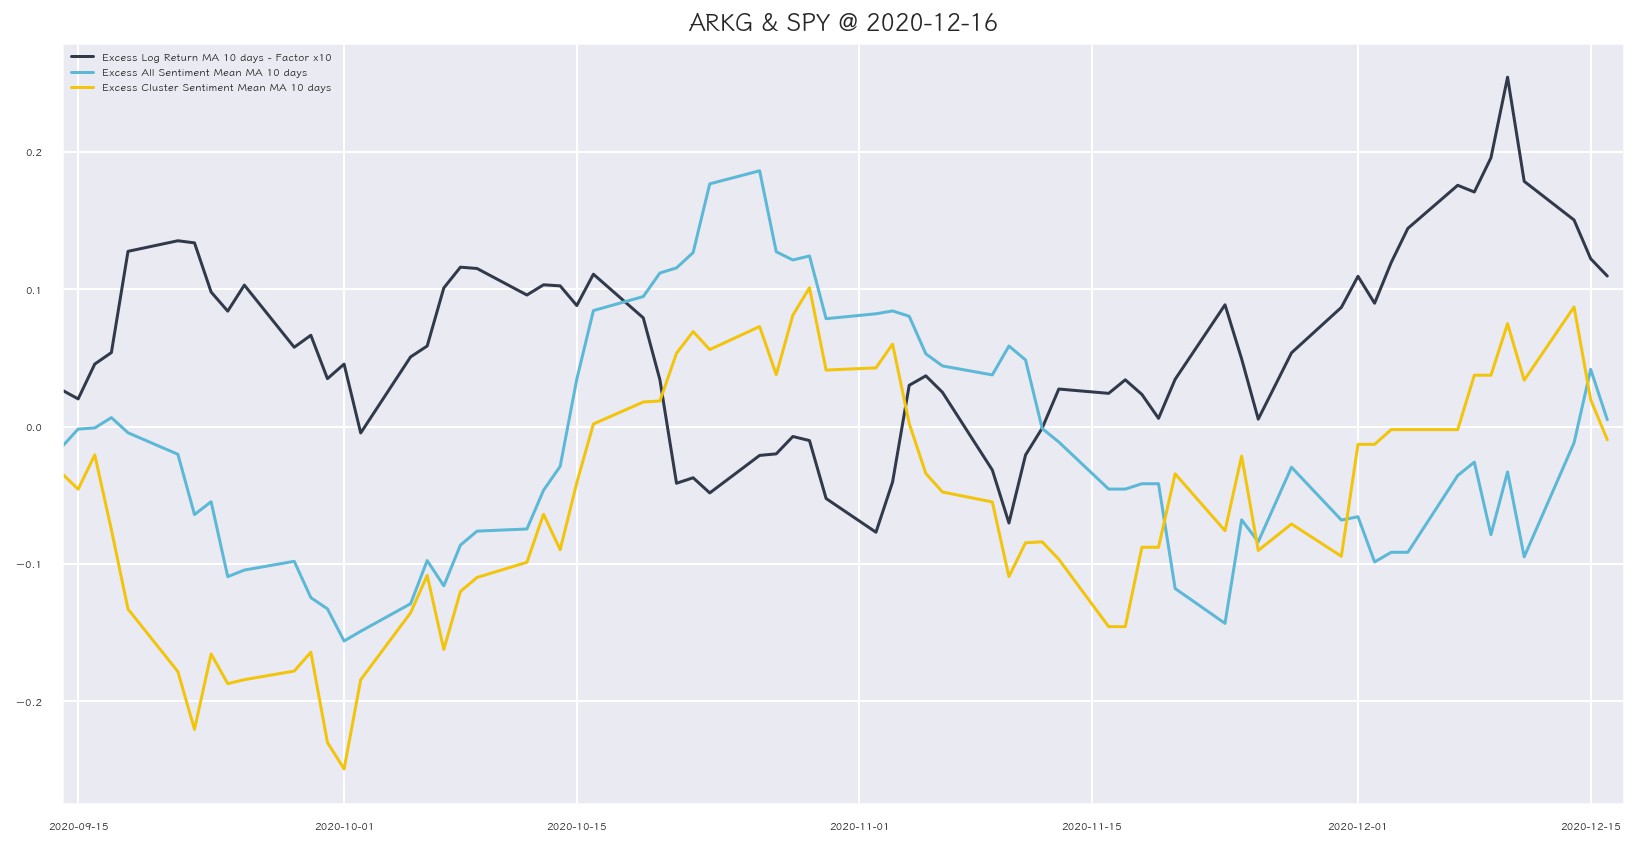 ARKG & SPY @ 2020-12-16
Excess Log Return MA 10 days - Factor x10
Excess All Sentiment Mean MA 10 days
Excess Cluster Sentiment Mean MA 10 days
0.2
0.1
0.0
−0.1
−0.2
2020-09-15 2020-10-01 2020-10-15 2020-11-01 2020-11-15 2020-12-01 2020-12-15